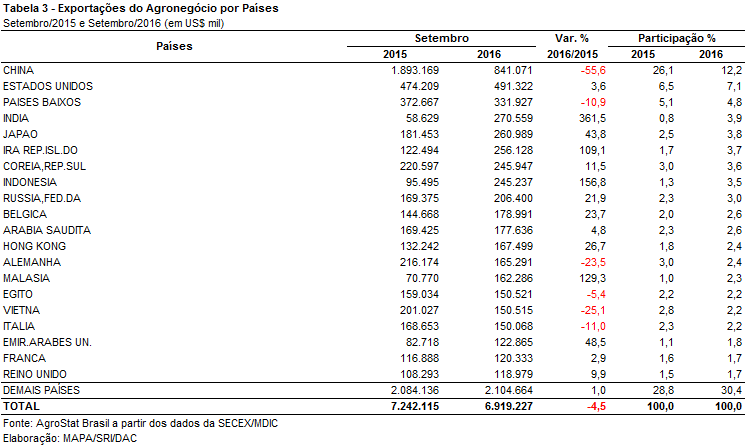 Tabela 3 - Exportações do Agronegócio por Países
Setembro/2015 e Setembro/2016 (em US$ mil)
Países Setembro Var. % Participação %
2015 2016 2016/2015 2015 2016
CHINA 1.893.169 841.071 -55,6 26,1 12,2
ESTADOS UNIDOS 474.209 491.322 3,6 6,5 7,1
PAISES BAIXOS 372.667 331.927 -10,9 5,1 4,8
INDIA 58.629 270.559 361,5 0,8 3,9
JAPAO 181.453 260.989 43,8 2,5 3,8
IRA REP.ISL.DO 122.494 256.128 109,1 1,7 3,7
COREIA,REP.SUL 220.597 245.947 11,5 3,0 3,6
INDONESIA 95.495 245.237 156,8 1,3 3,5
RUSSIA,FED.DA 169.375 206.400 21,9 2,3 3,0
BELGICA 144.668 178.991 23,7 2,0 2,6
ARABIA SAUDITA 169.425 177.636 4,8 2,3 2,6
HONG KONG 132.242 167.499 26,7 1,8 2,4
ALEMANHA 216.174 165.291 -23,5 3,0 2,4
MALASIA 70.770 162.286 129,3 1,0 2,3
EGITO 159.034 150.521 -5,4 2,2 2,2
VIETNA 201.027 150.515 -25,1 2,8 2,2
ITALIA 168.653 150.068 -11,0 2,3 2,2
EMIR.ARABES UN. 82.718 122.865 48,5 1,1 1,8
FRANCA 116.888 120.333 2,9 1,6 1,7
REINO UNIDO 108.293 118.979 9,9 1,5 1,7
DEMAIS PAÍSES 2.084.136 2.104.664 1,0 28,8 30,4
TOTAL 7.242.115 6.919.227 -4,5 100,0 100,0
Fonte: AgroStat Brasil a partir dos dados da SECEX/MDIC
Elaboração: MAPA/SRI/DAC